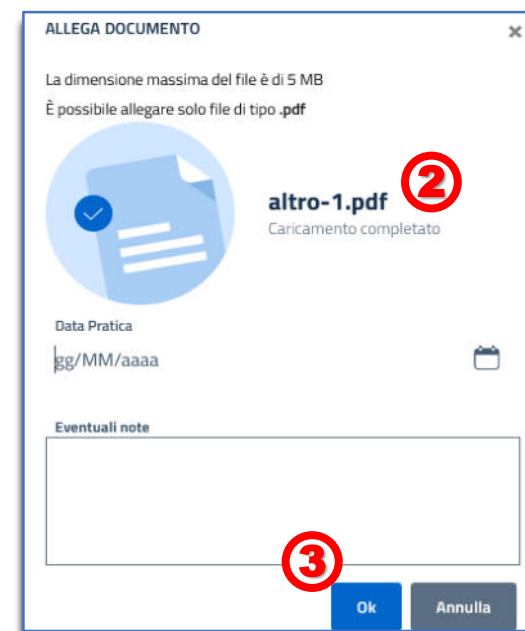 ALLEGA DOCUMENTO ×
La dimensione massima del file è di 5 MB
È possibile allegare solo file di tipo .pdf
2
altro-1.pdf
Caricamento completato
Data Pratica
gg/MM/aaaa
Eventuali note
3
Ok Annulla